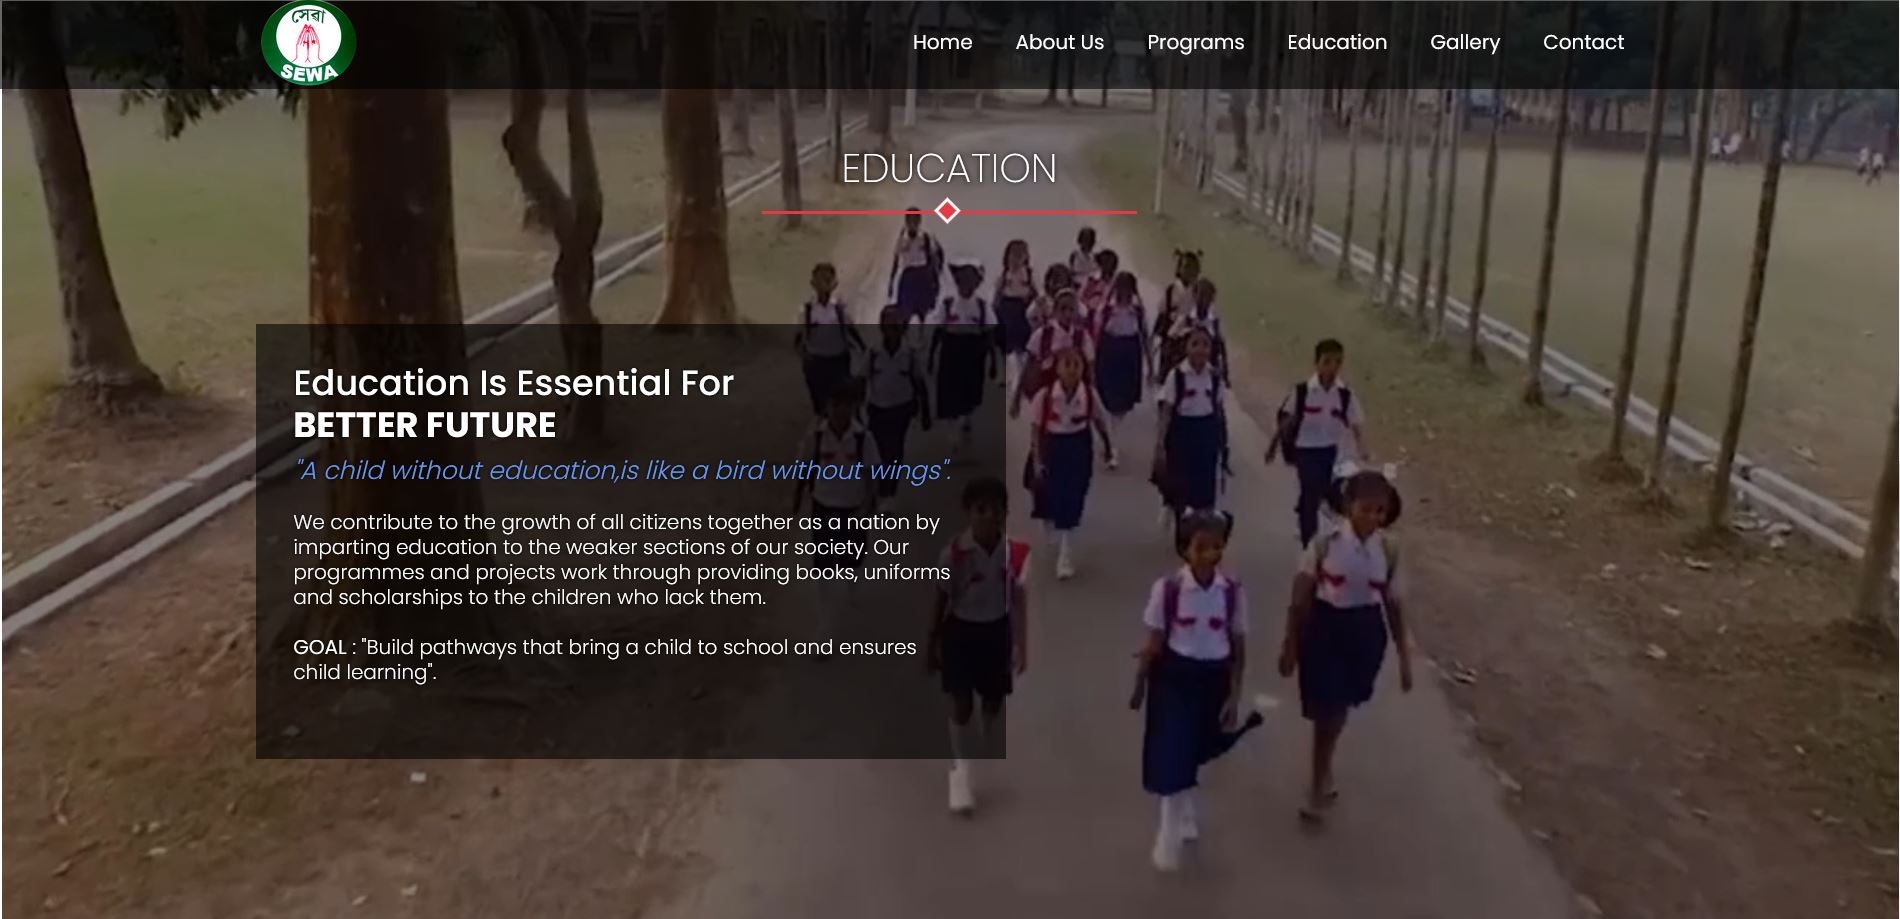 সেৱা
SEWA
Home About Us Programs Education Gallery Contact
EDUCATION
Education Is Essential For
BETTER FUTURE
"A child without education,is like a bird without wings".
We contribute to the growth of all citizens together as a nation by
imparting education to the weaker sections of our society. Our
programmes and projects work through providing books, uniforms
and scholarships to the children who lack them.
GOAL : "Build pathways that bring a child to school and ensures
child learning".